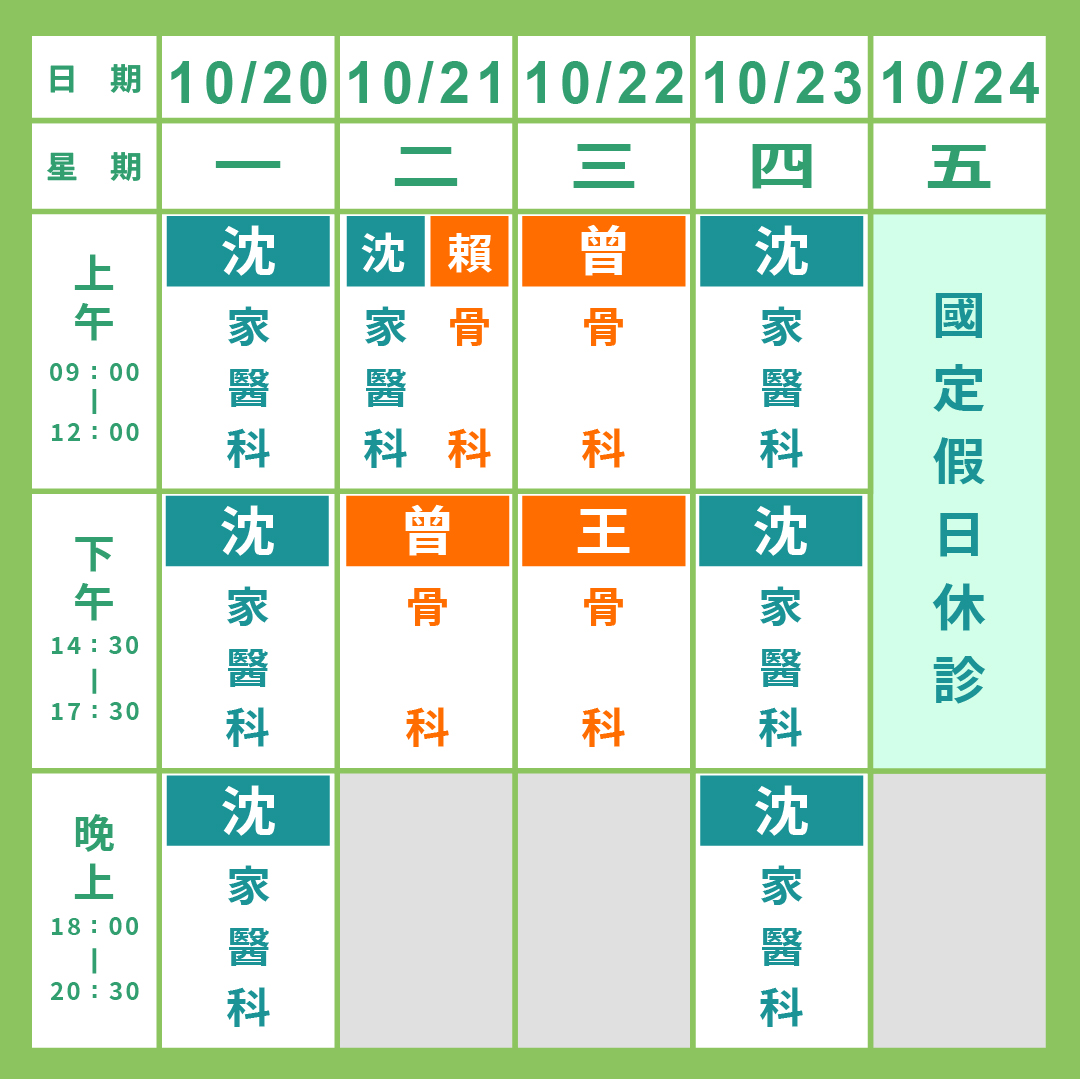 日 期 10/20 10/21 10/22 10/23 10/24
星 期 一 二 三 四 五
上午
09：00
|
12：00
沈
家醫科
沈
家醫科
賴
骨科
曾
骨科
沈
家醫科
國定假日休診
下午
14：30
|
17：30
沈
家醫科
曾
骨科
王
骨科
沈
家醫科
晚上
18：00
|
20：30
沈
家醫科
沈
家醫科